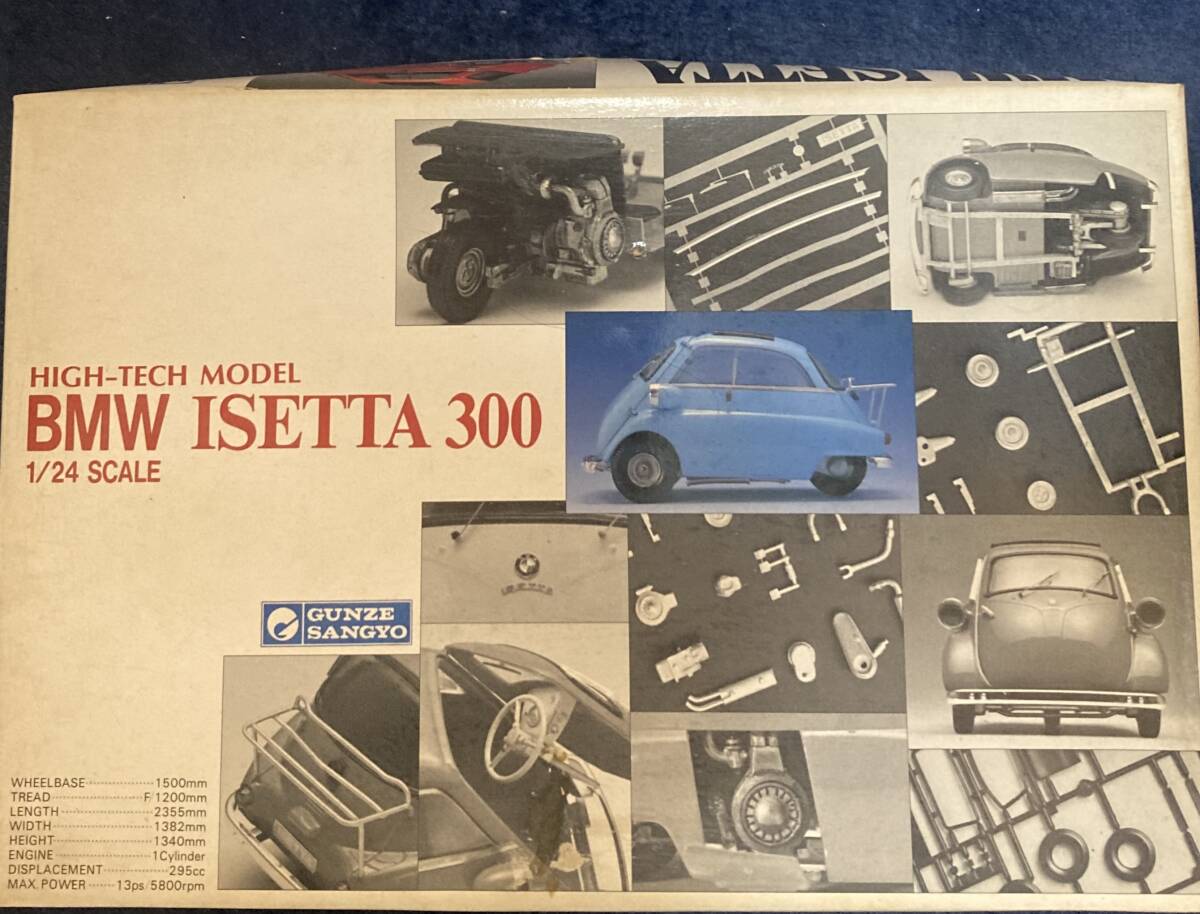 HIGH-TECH MODEL
BMW ISETTA 300
1/24 SCALE
ISETTA
ISETTA
GUNZE
SANGYO
WHEELBASE 1500mm
TREAD F/1200mm
LENGTH 2355mm
WIDTH 1382mm
HEIGHT 1340mm
ENGINE 1Cylinder
DISPLACEMENT 295cc
MAX. POWER 13ps/5800rpm